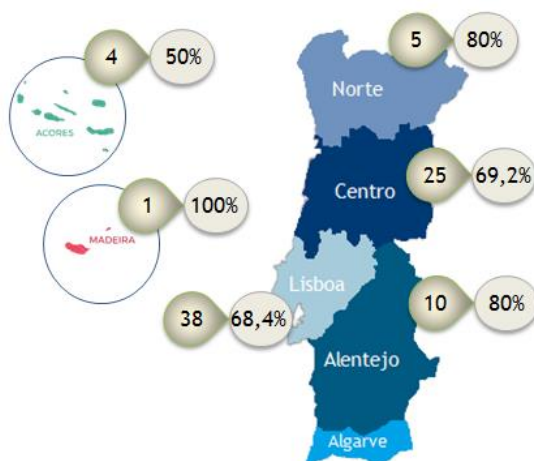 4 50%
ACORES
1 100%
MADEIRA
5 80%
Norte
Centro 25 69,2%
Lisboa
38 68,4%
10 80%
Alentejo
Algarve